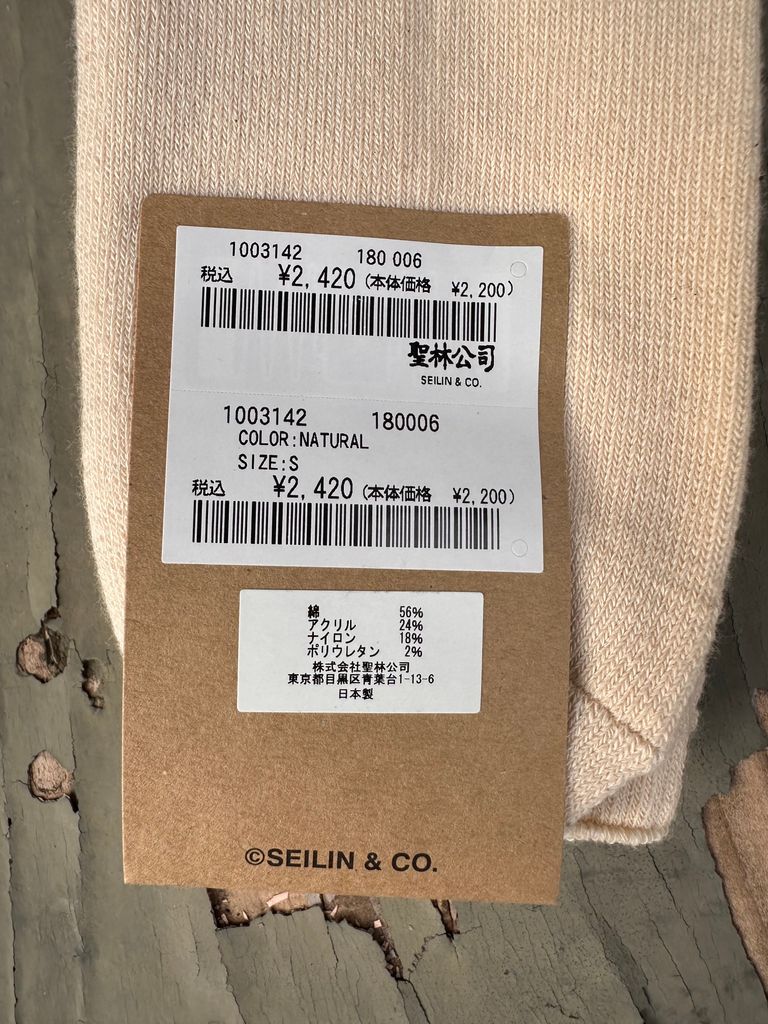 1003142 180 006
税込 ¥2,420 (本体価格 ¥2,200)
聖林公司
SEILIN & CO.
1003142 180006
COLOR:NATURAL
SIZE:S
税込 ¥2,420 (本体価格 ¥2,200)
綿 56%
アクリル 24%
ナイロン 18%
ポリウレタン 2%
株式会社聖林公司
東京都目黒区青葉台1-13-6
日本製
©SEILIN & CO.